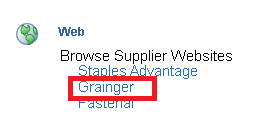 Web
Browse Supplier Websites
Staples Advantage
Grainger
Fastenal